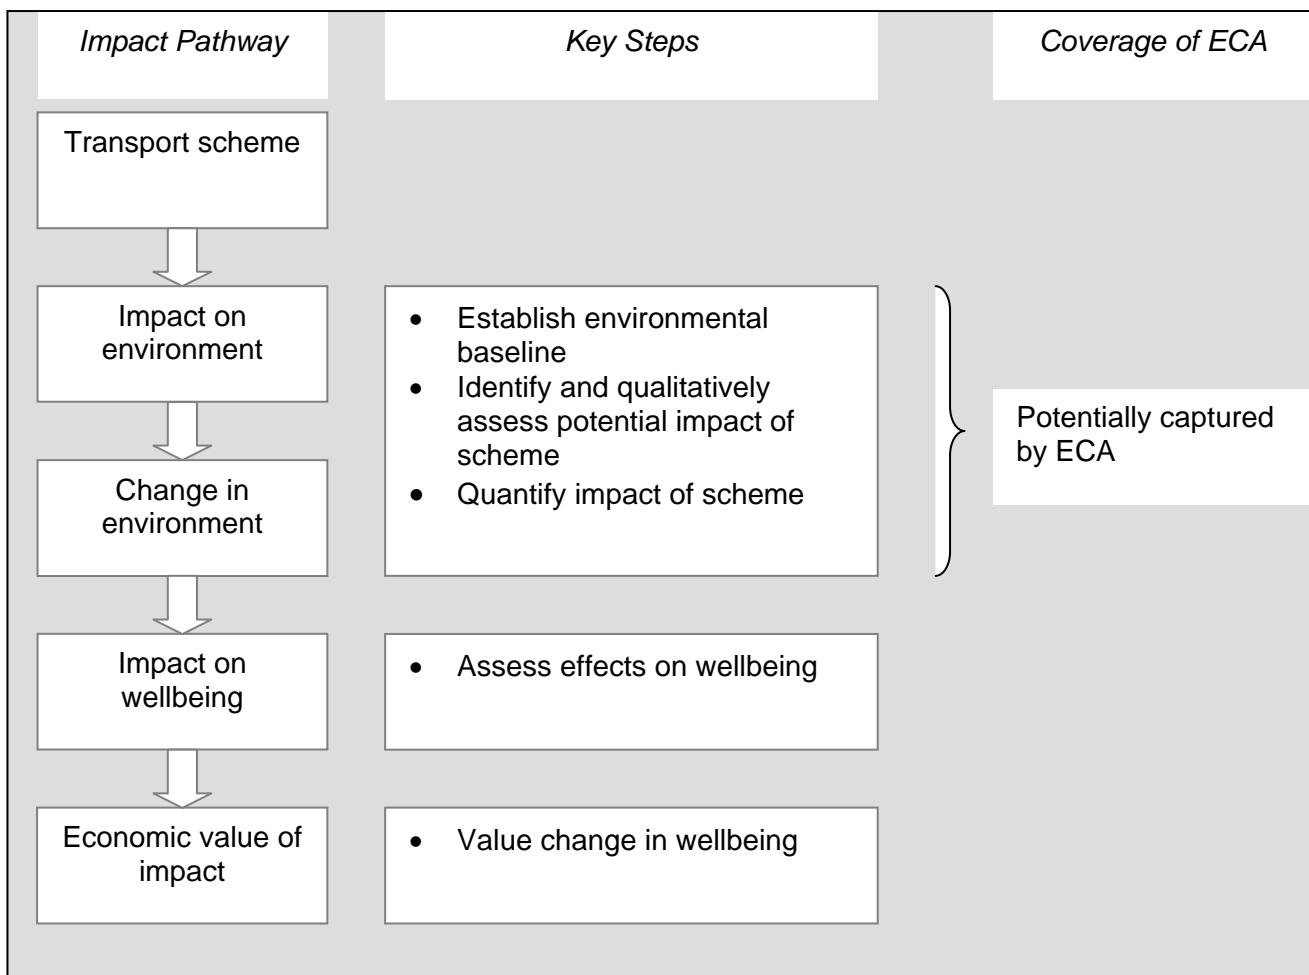 Impact Pathway
Key Steps
Coverage of ECA
Transport scheme
Impact on
environment
• Establish environmental
baseline
• Identify and qualitatively
assess potential impact of
scheme
• Quantify impact of scheme
Potentially captured
by ECA
Change in
environment
Impact on
wellbeing
• Assess effects on wellbeing
Economic value of
impact
• Value change in wellbeing